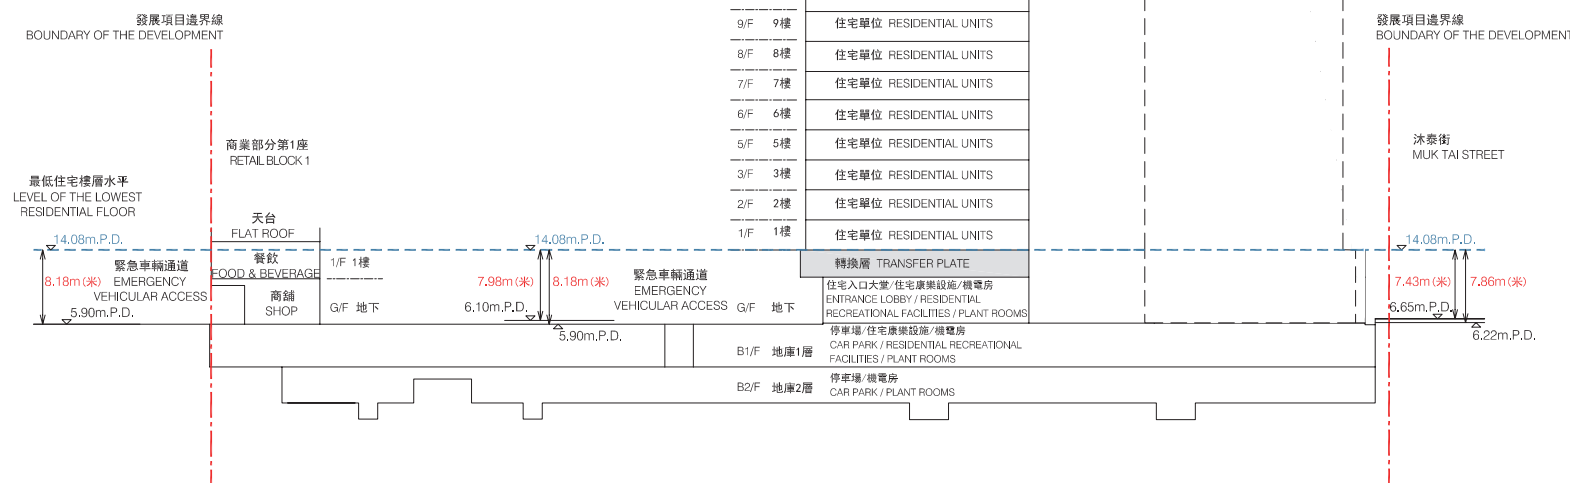 發展項目邊界線
BOUNDARY OF THE DEVELOPMENT
發展項目邊界線
BOUNDARY OF THE DEVELOPMENT
9/F 9樓 住宅單位 RESIDENTIAL UNITS
8/F 8樓 住宅單位 RESIDENTIAL UNITS
7/F 7樓 住宅單位 RESIDENTIAL UNITS
6/F 6樓 住宅單位 RESIDENTIAL UNITS
5/F 5樓 住宅單位 RESIDENTIAL UNITS
3/F 3樓 住宅單位 RESIDENTIAL UNITS
2/F 2樓 住宅單位 RESIDENTIAL UNITS
1/F 1樓 住宅單位 RESIDENTIAL UNITS
商業部分第1座
RETAIL BLOCK 1
沐泰街
MUK TAI STREET
最低住宅樓層水平
LEVEL OF THE LOWEST
RESIDENTIAL FLOOR
天台
FLAT ROOF
14.08m.P.D.
14.08m.P.D.
14.08m.P.D.
緊急車輛通道
EMERGENCY
VEHICULAR ACCESS
8.18m(米)
5.90m.P.D.
餐飲
FOOD & BEVERAGE
1/F 1樓
商舖
SHOP
G/F 地下
7.98m(米)
8.18m(米)
6.10m.P.D.
5.90m.P.D.
緊急車輛通道
EMERGENCY
VEHICULAR ACCESS
轉換層 TRANSFER PLATE
G/F 地下
住宅入口大堂/住宅康樂設施/機電房
ENTRANCE LOBBY / RESIDENTIAL
RECREATIONAL FACILITIES / PLANT ROOMS
7.43m(米)
7.86m(米)
6.65m.P.D.
6.22m.P.D.
B1/F 地庫1層
停車場/住宅康樂設施/機電房
CAR PARK / RESIDENTIAL RECREATIONAL
FACILITIES / PLANT ROOMS
B2/F 地庫2層
停車場/機電房
CAR PARK / PLANT ROOMS